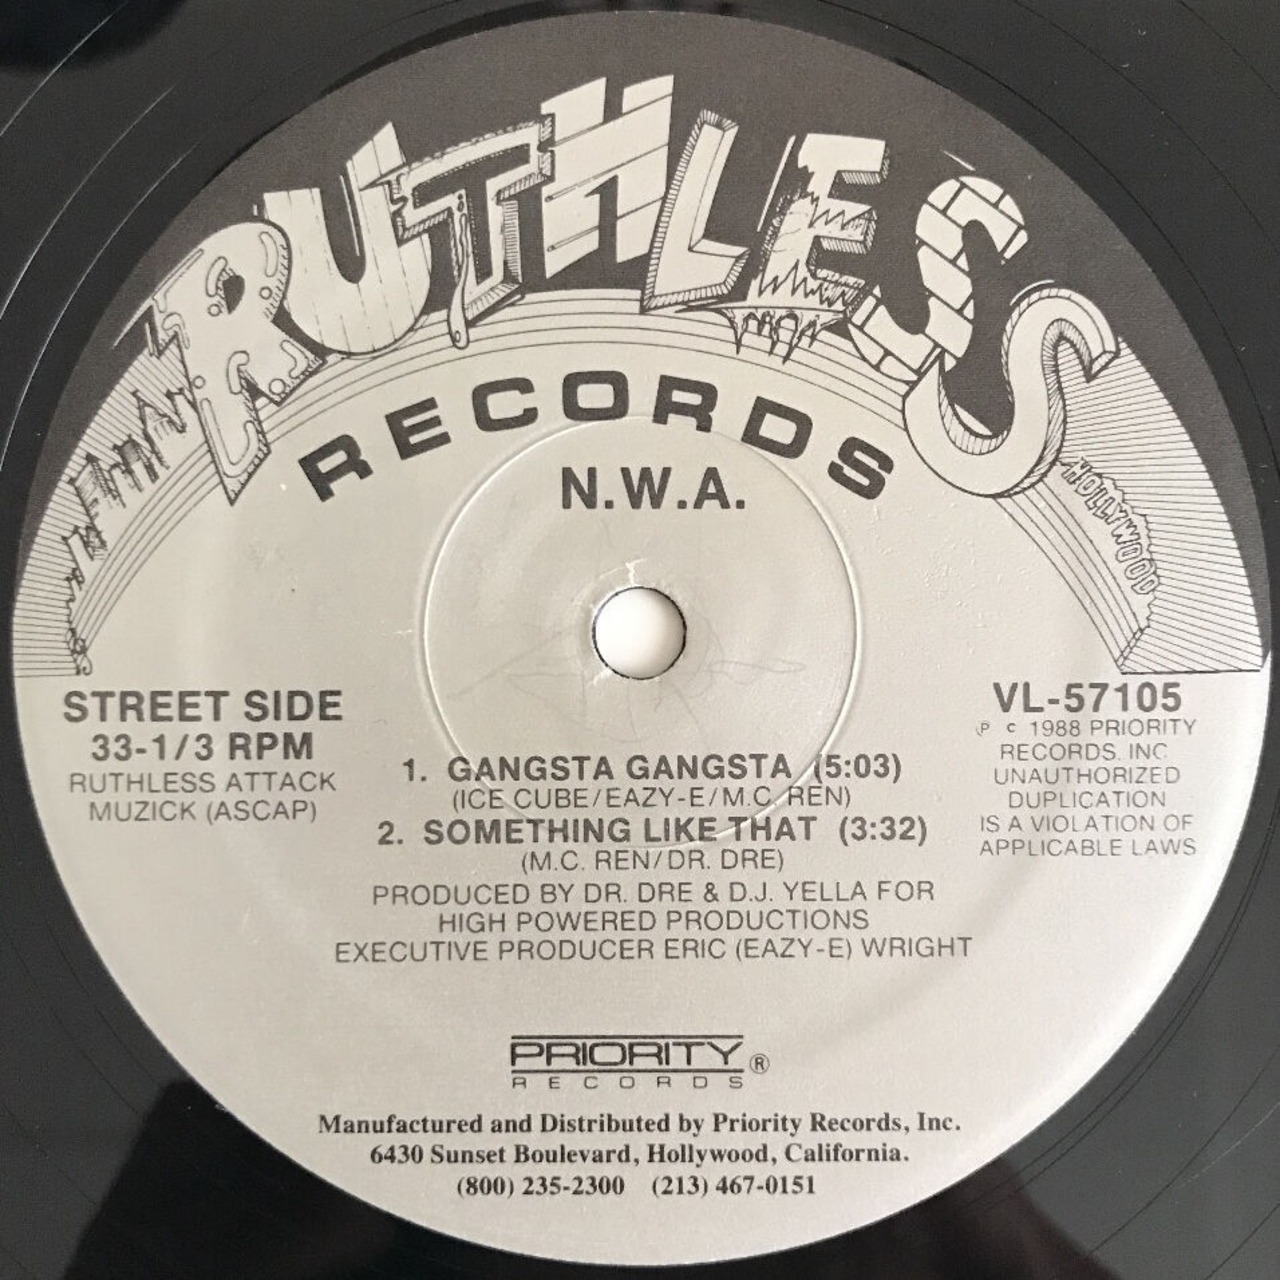 RUTHLESS
RECORDS
HOLLYWOOD
N.W.A.
STREET SIDE
33-1/3 RPM
RUTHLESS ATTACK
MUZICK (ASCAP)
VL-57105
℗ © 1988 PRIORITY
RECORDS, INC.
UNAUTHORIZED
DUPLICATION
IS A VIOLATION OF
APPLICABLE LAWS
1. GANGSTA GANGSTA (5:03)
(ICE CUBE/EAZY-E/M.C. REN)
2. SOMETHING LIKE THAT (3:32)
(M.C. REN/DR. DRE)
PRODUCED BY DR. DRE & D.J. YELLA FOR
HIGH POWERED PRODUCTIONS
EXECUTIVE PRODUCER ERIC (EAZY-E) WRIGHT
PRIORITY ®
RECORDS
Manufactured and Distributed by Priority Records, Inc.
6430 Sunset Boulevard, Hollywood, California.
(800) 235-2300 (213) 467-0151